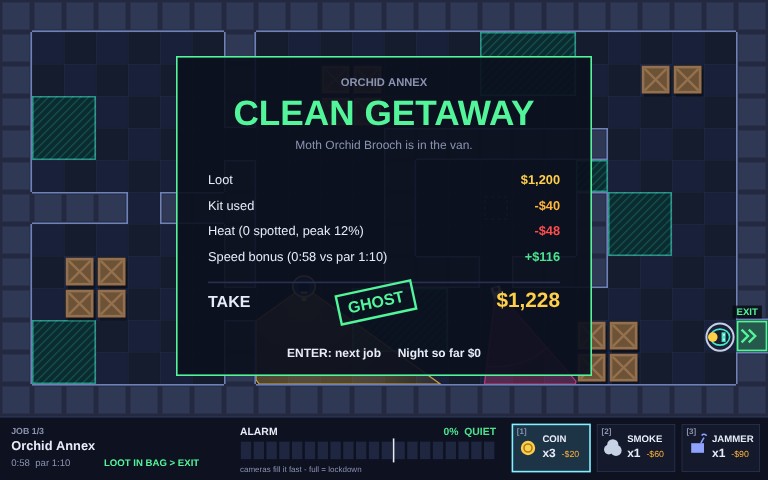 ORCHID ANNEX
CLEAN GETAWAY
Moth Orchid Brooch is in the van.
Loot $1,200
Kit used -$40
Heat (0 spotted, peak 12%) -$48
Speed bonus (0:58 vs par 1:10) +$116
TAKE GHOST $1,228
ENTER: next job Night so far $0
EXIT
JOB 1/3
Orchid Annex
0:58 par 1:10 LOOT IN BAG > EXIT
ALARM 0% QUIET
cameras fill it fast - full = lockdown
[1] COIN
x3 -$20
[2] SMOKE
x1 -$60
[3] JAMMER
x1 -$90